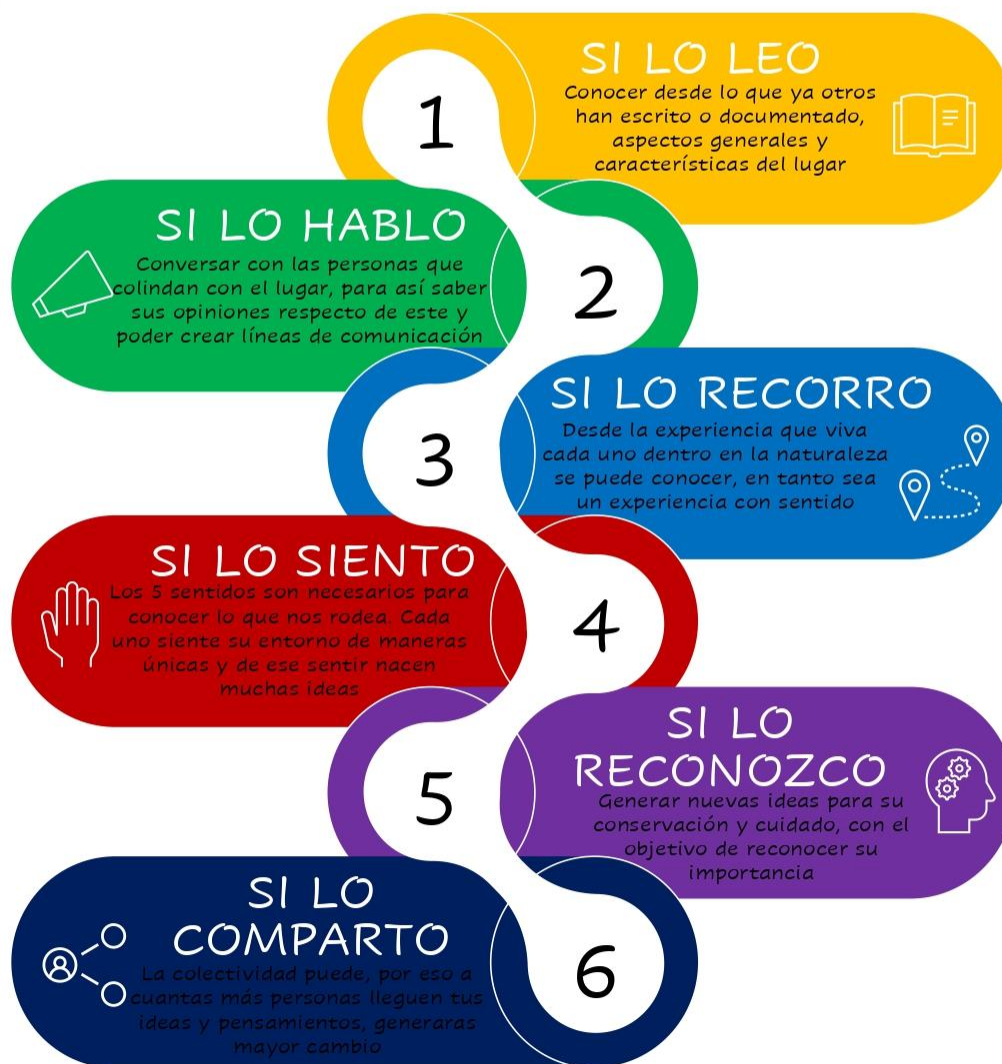 1
SI LO LEO
Conocer desde lo que ya otros
han escrito o documentado,
aspectos generales y
características del lugar
SI LO HABLO
Conversar con las personas que
colindan con el lugar, para así saber
sus opiniones respecto de este y
poder crear líneas de comunicación
2
3
SI LO RECORRO
Desde la experiencia que viva
cada uno dentro en la naturaleza
se puede conocer, en tanto sea
un experiencia con sentido
SI LO SIENTO
Los 5 sentidos son necesarios para
conocer lo que nos rodea. Cada
uno siente su entorno de maneras
únicas y de ese sentir nacen
muchas ideas
4
5
SI LO
RECONOZCO
Generar nuevas ideas para su
conservación y cuidado, con el
objetivo de reconocer su
importancia
SI LO
COMPARTO
La colectividad puede, por eso a
cuantas más personas lleguen tus
ideas y pensamientos, generaras
mayor cambio
6